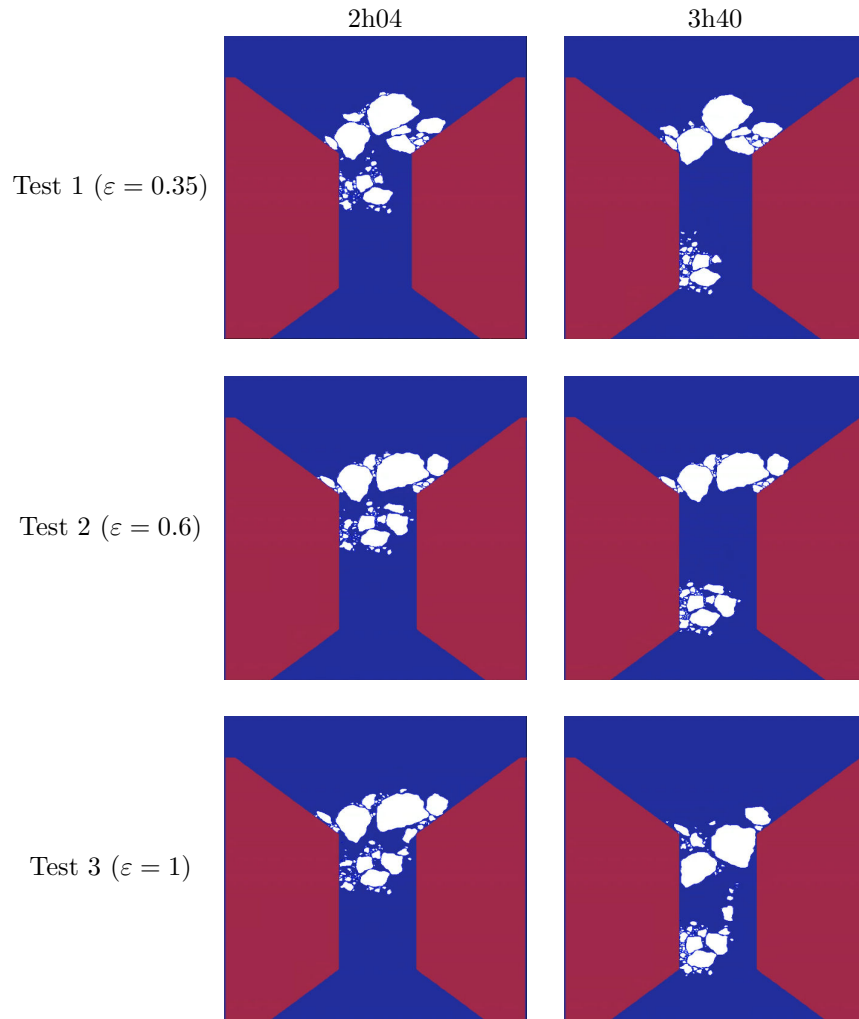 2h04 3h40
Test 1 (ε = 0.35)
Test 2 (ε = 0.6)
Test 3 (ε = 1)